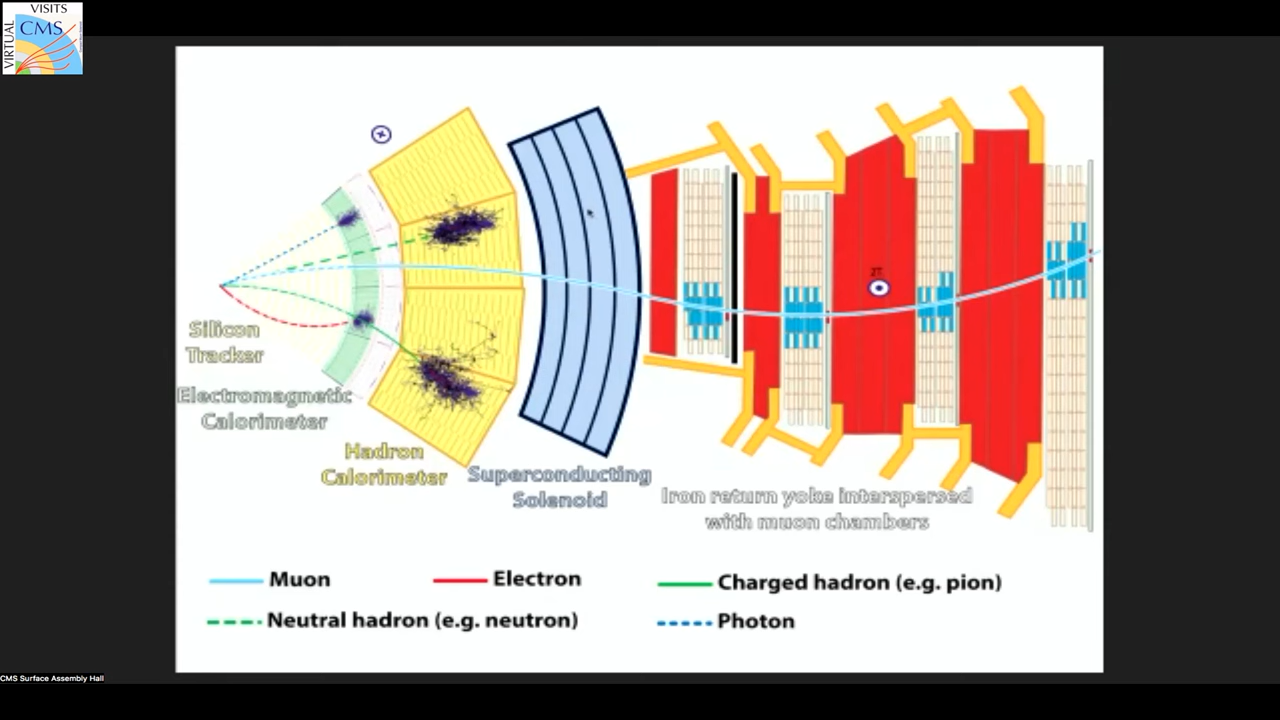 VISITS
VIRTUAL
CMS
2T
Silicon
Tracker
Electromagnetic
Calorimeter
Hadron
Calorimeter
Superconducting
Solenoid
Iron return yoke interspersed
with muon chambers
Muon
Electron
Charged hadron (e.g. pion)
Neutral hadron (e.g. neutron)
Photon
CMS Surface Assembly Hall